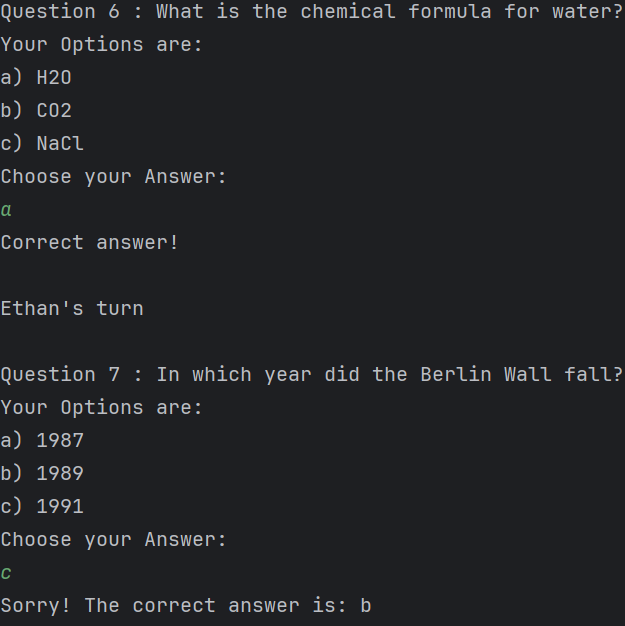 Question 6 : What is the chemical formula for water?
Your Options are:
a) H2O
b) CO2
c) NaCl
Choose your Answer:
a
Correct answer!
Ethan's turn
Question 7 : In which year did the Berlin Wall fall?
Your Options are:
a) 1987
b) 1989
c) 1991
Choose your Answer:
c
Sorry! The correct answer is: b